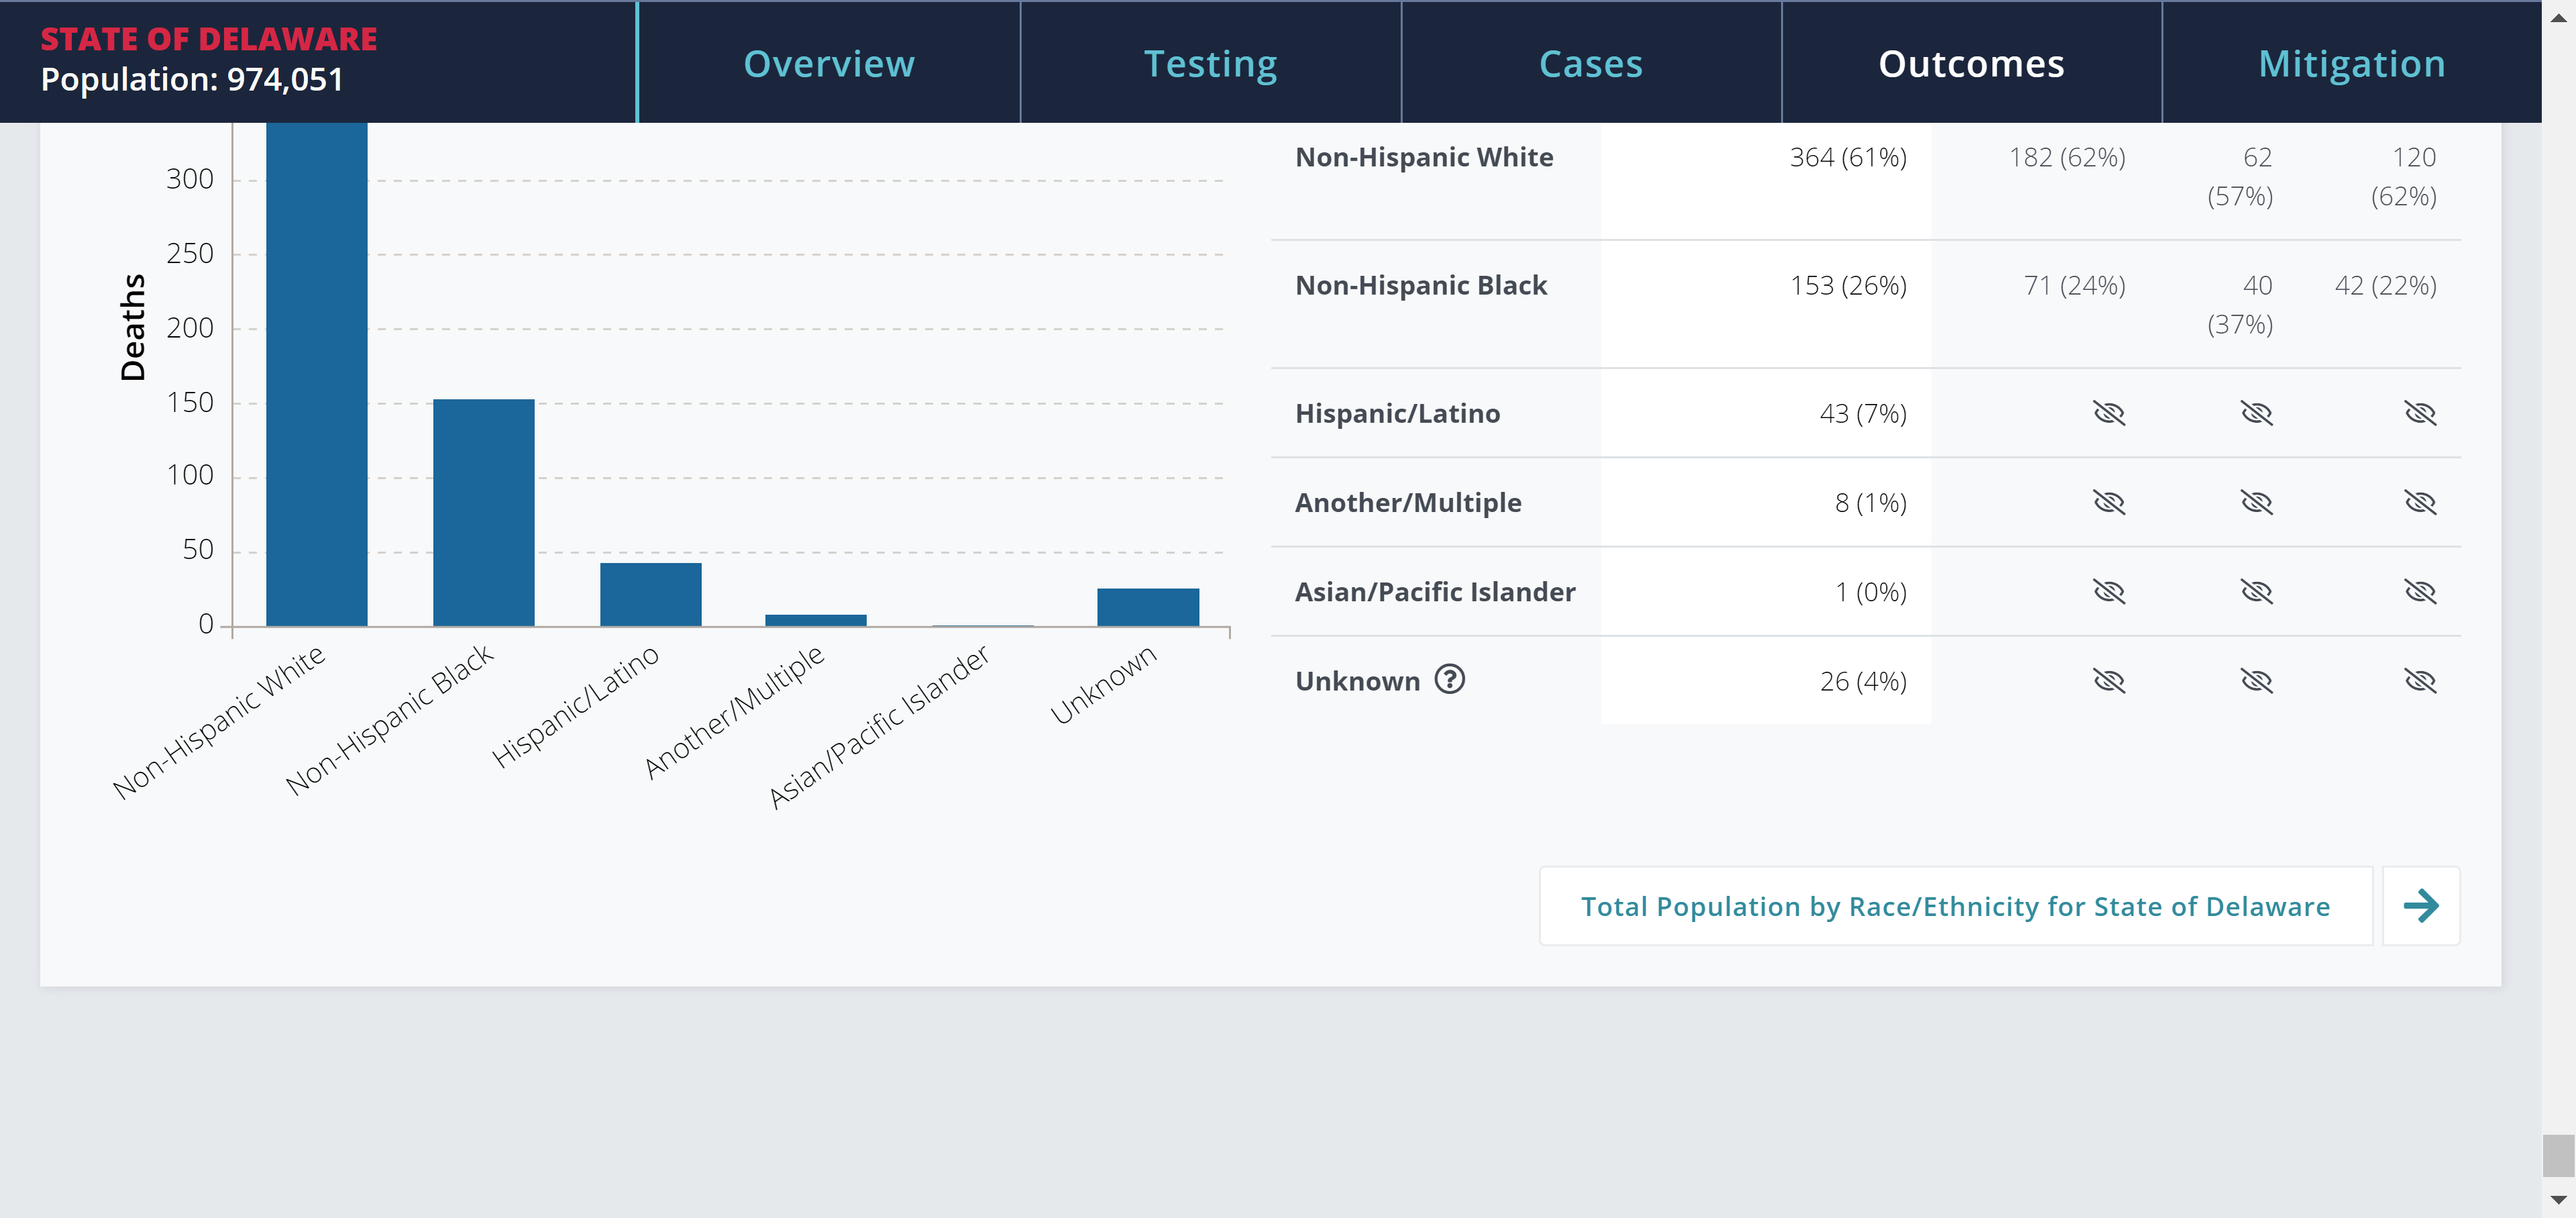 STATE OF DELAWARE
Population: 974,051
Overview
Testing
Cases
Outcomes
Mitigation
Deaths
300
250
200
150
100
50
0
Non-Hispanic White
Non-Hispanic Black
Hispanic/Latino
Another/Multiple
Asian/Pacific Islander
Unknown
Non-Hispanic White 364 (61%) 182 (62%) 62 (57%) 120 (62%)
Non-Hispanic Black 153 (26%) 71 (24%) 40 (37%) 42 (22%)
Hispanic/Latino 43 (7%)
Another/Multiple 8 (1%)
Asian/Pacific Islander 1 (0%)
Unknown ? 26 (4%)
Total Population by Race/Ethnicity for State of Delaware